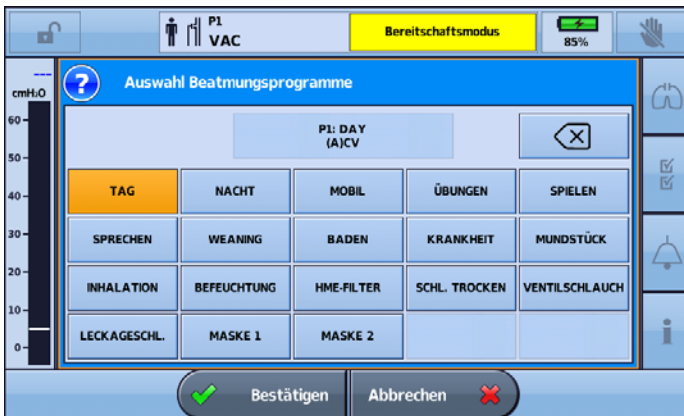 P1
VAC
Bereitschaftsmodus
85%
---
cmH₂O
60
50
40
30
20
10
0
? Auswahl Beatmungsprogramme
P1: DAY
(A)CV
TAG NACHT MOBIL ÜBUNGEN SPIELEN
SPRECHEN WEANING BADEN KRANKHEIT MUNDSTÜCK
INHALATION BEFEUCHTUNG HME-FILTER SCHL. TROCKEN VENTILSCHLAUCH
LECKAGESCHL. MASKE 1 MASKE 2
Bestätigen Abbrechen